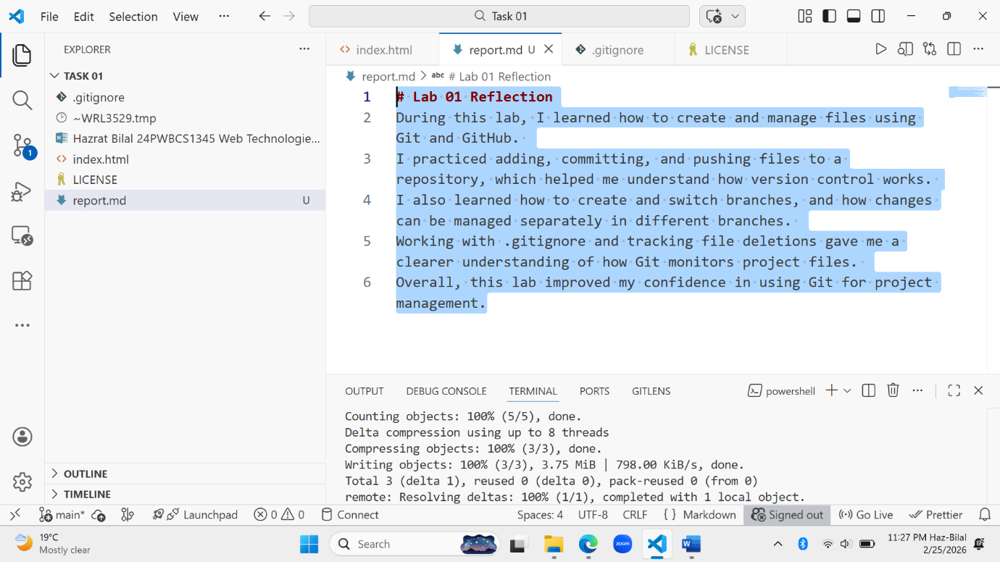 File Edit Selection View ...
Task 01
EXPLORER ...
TASK 01
.gitignore
~WRL3529.tmp
Hazrat Bilal 24PWBCS1345 Web Technologie...
index.html
LICENSE
report.md U
OUTLINE
TIMELINE
index.html report.md U .gitignore LICENSE
report.md > abc # Lab 01 Reflection
1 # Lab 01 Reflection
2 During this lab, I learned how to create and manage files using
Git and GitHub.
3 I practiced adding, committing, and pushing files to a
repository, which helped me understand how version control works.
4 I also learned how to create and switch branches, and how changes
can be managed separately in different branches.
5 Working with .gitignore and tracking file deletions gave me a
clearer understanding of how Git monitors project files.
6 Overall, this lab improved my confidence in using Git for project
management.
OUTPUT DEBUG CONSOLE TERMINAL PORTS GITLENS powershell
Counting objects: 100% (5/5), done.
Delta compression using up to 8 threads
Compressing objects: 100% (3/3), done.
Writing objects: 100% (3/3), 3.75 MiB | 798.00 KiB/s, done.
Total 3 (delta 1), reused 0 (delta 0), pack-reused 0 (from 0)
remote: Resolving deltas: 100% (1/1), completed with 1 local object.
1
main* Launchpad 0 0 Connect Spaces: 4 UTF-8 CRLF { } Markdown Signed out Go Live Prettier
19°C
Mostly clear
Search
zoom
11:27 PM Haz-Bilal
2/25/2026